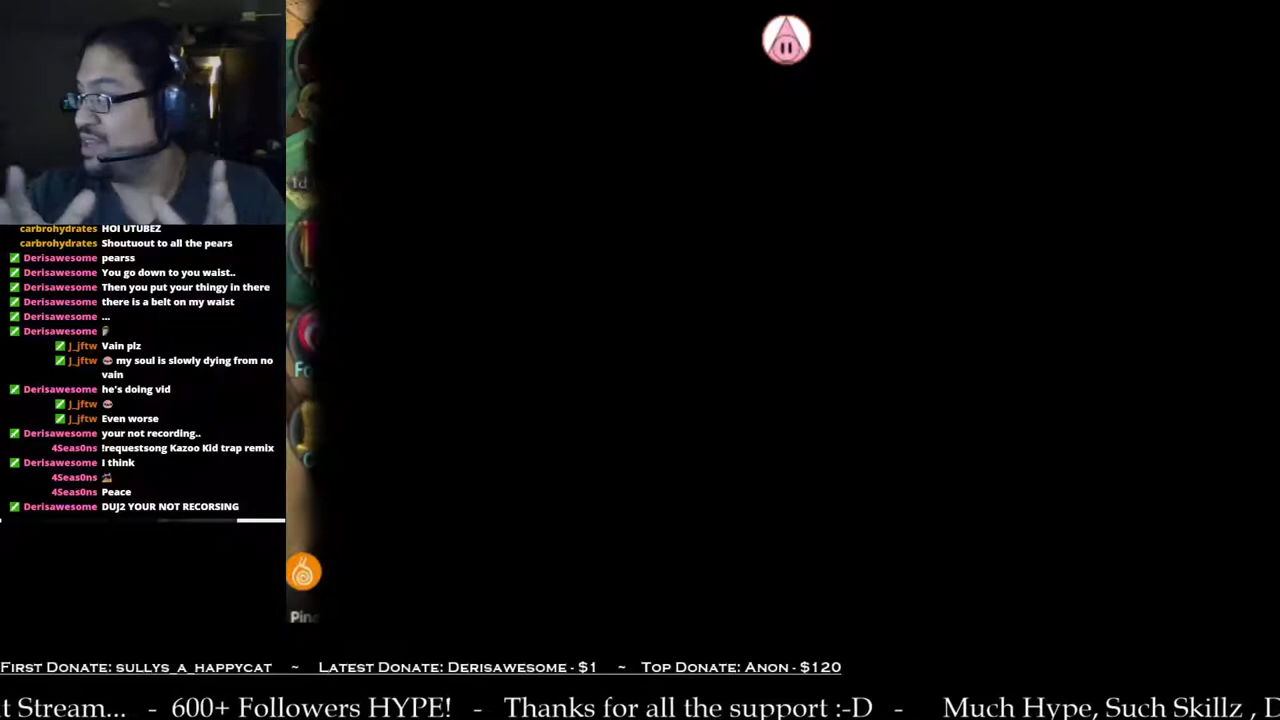 carbrohydrates HOI UTUBEZ
carbrohydrates Shoutuout to all the pears
Derisawesome pearss
Derisawesome You go down to you waist..
Derisawesome Then you put your thingy in there
Derisawesome there is a belt on my waist
Derisawesome ...
Derisawesome
J_jftw Vain plz
J_jftw my soul is slowly dying from no
vain
Derisawesome he's doing vid
J_jftw
J_jftw Even worse
Derisawesome your not recording..
4Seas0ns !requestsong Kazoo Kid trap remix
Derisawesome I think
4Seas0ns
4Seas0ns Peace
Derisawesome DUJ2 YOUR NOT RECORSING
1d
Fo
Pin
First Donate: sullys_a_happycat ~ Latest Donate: Derisawesome - $1 ~ Top Donate: Anon - $120
t Stream... - 600+ Followers HYPE! - Thanks for all the support :-D - Much Hype, Such Skillz , D